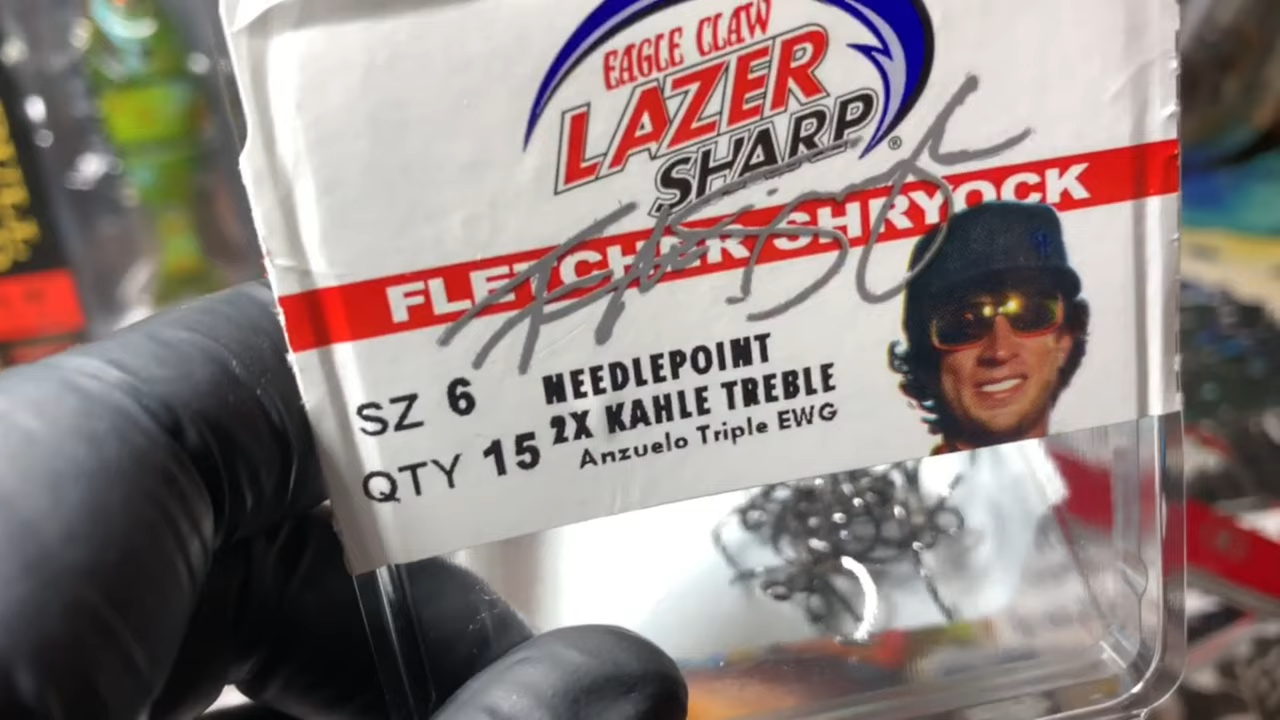 EAGLE CLAW
LAZER
SHARP®
FLETCHER SHRYOCK
SZ 6
QTY 15
NEEDLEPOINT
2X KAHLE TREBLE
Anzuelo Triple EWG